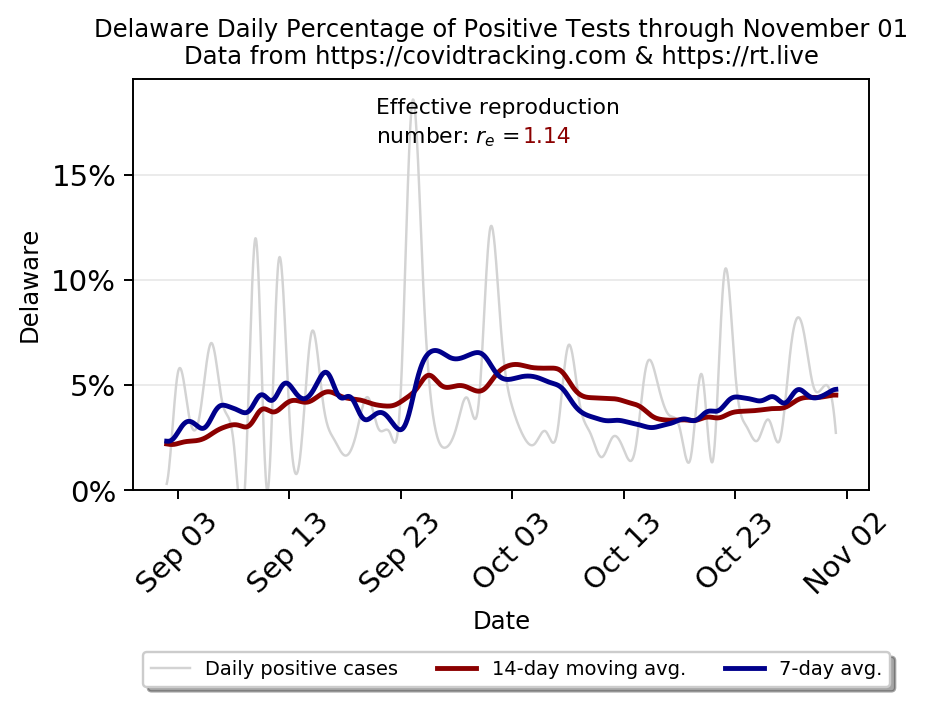 Delaware Daily Percentage of Positive Tests through November 01
Data from https://covidtracking.com & https://rt.live
Effective reproduction
number: rₑ =1.14
15%
10%
5%
0%
Delaware
Sep 03
Sep 13
Sep 23
Oct 03
Oct 13
Oct 23
Nov 02
Date
Daily positive cases
14-day moving avg.
7-day avg.